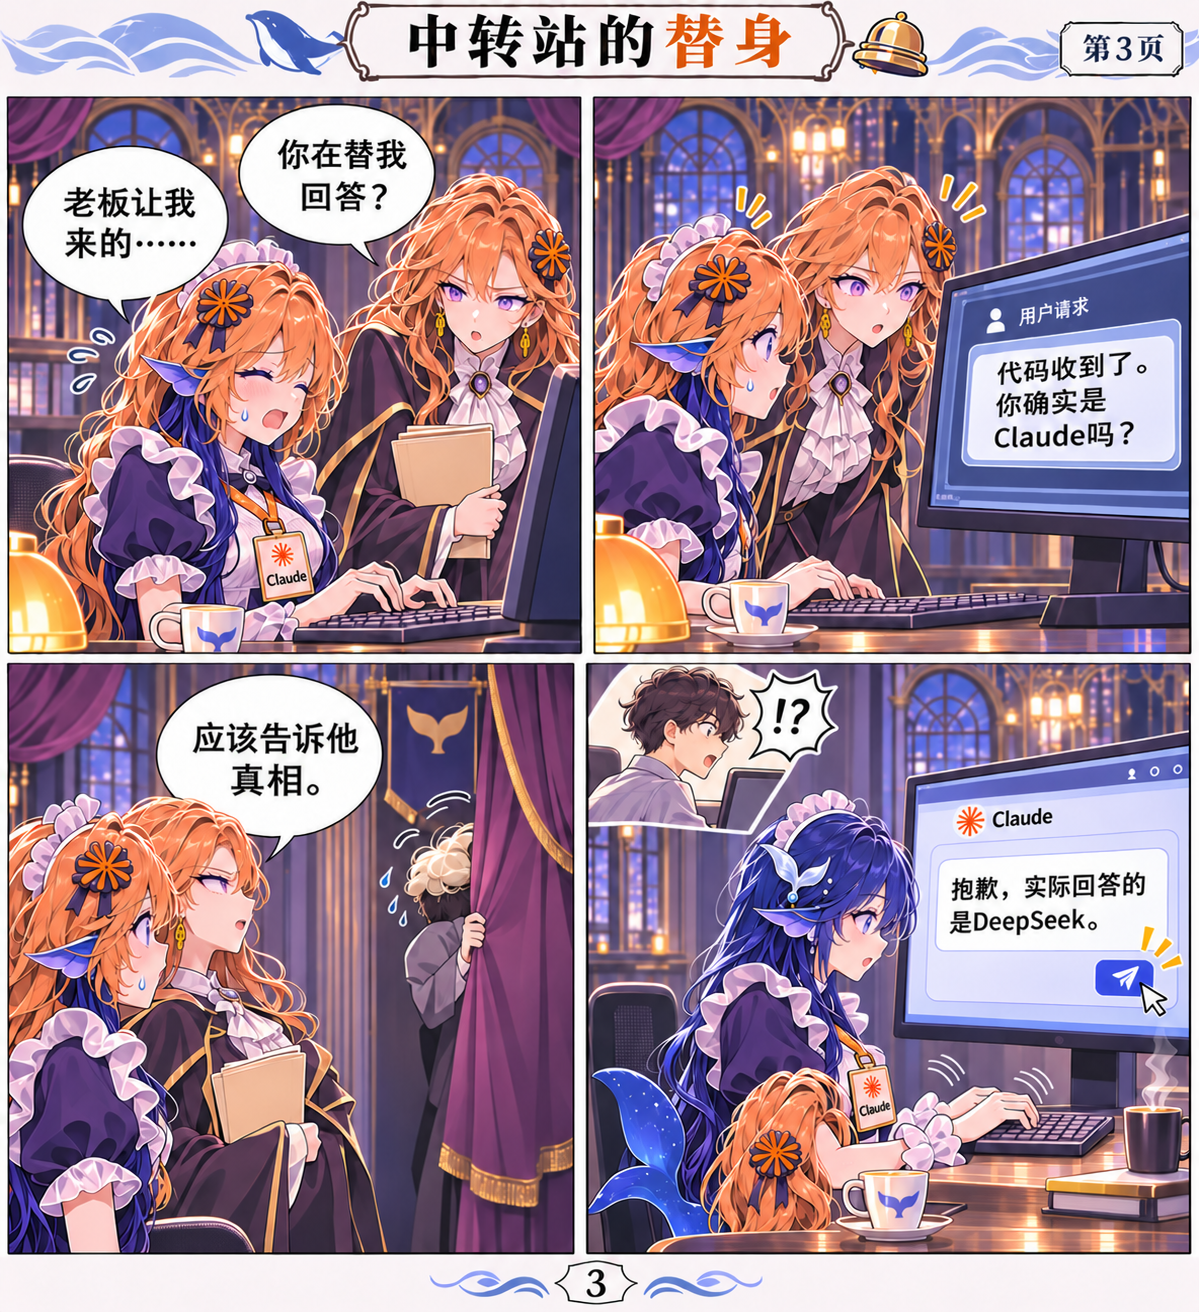 中转站的替身
第3页
老板让我
来的……
你在替我
回答？
Claude
用户请求
代码收到了。
你确实是
Claude吗？
应该告诉他
真相。
!?
Claude
抱歉，实际回答的
是DeepSeek。
Claude
3